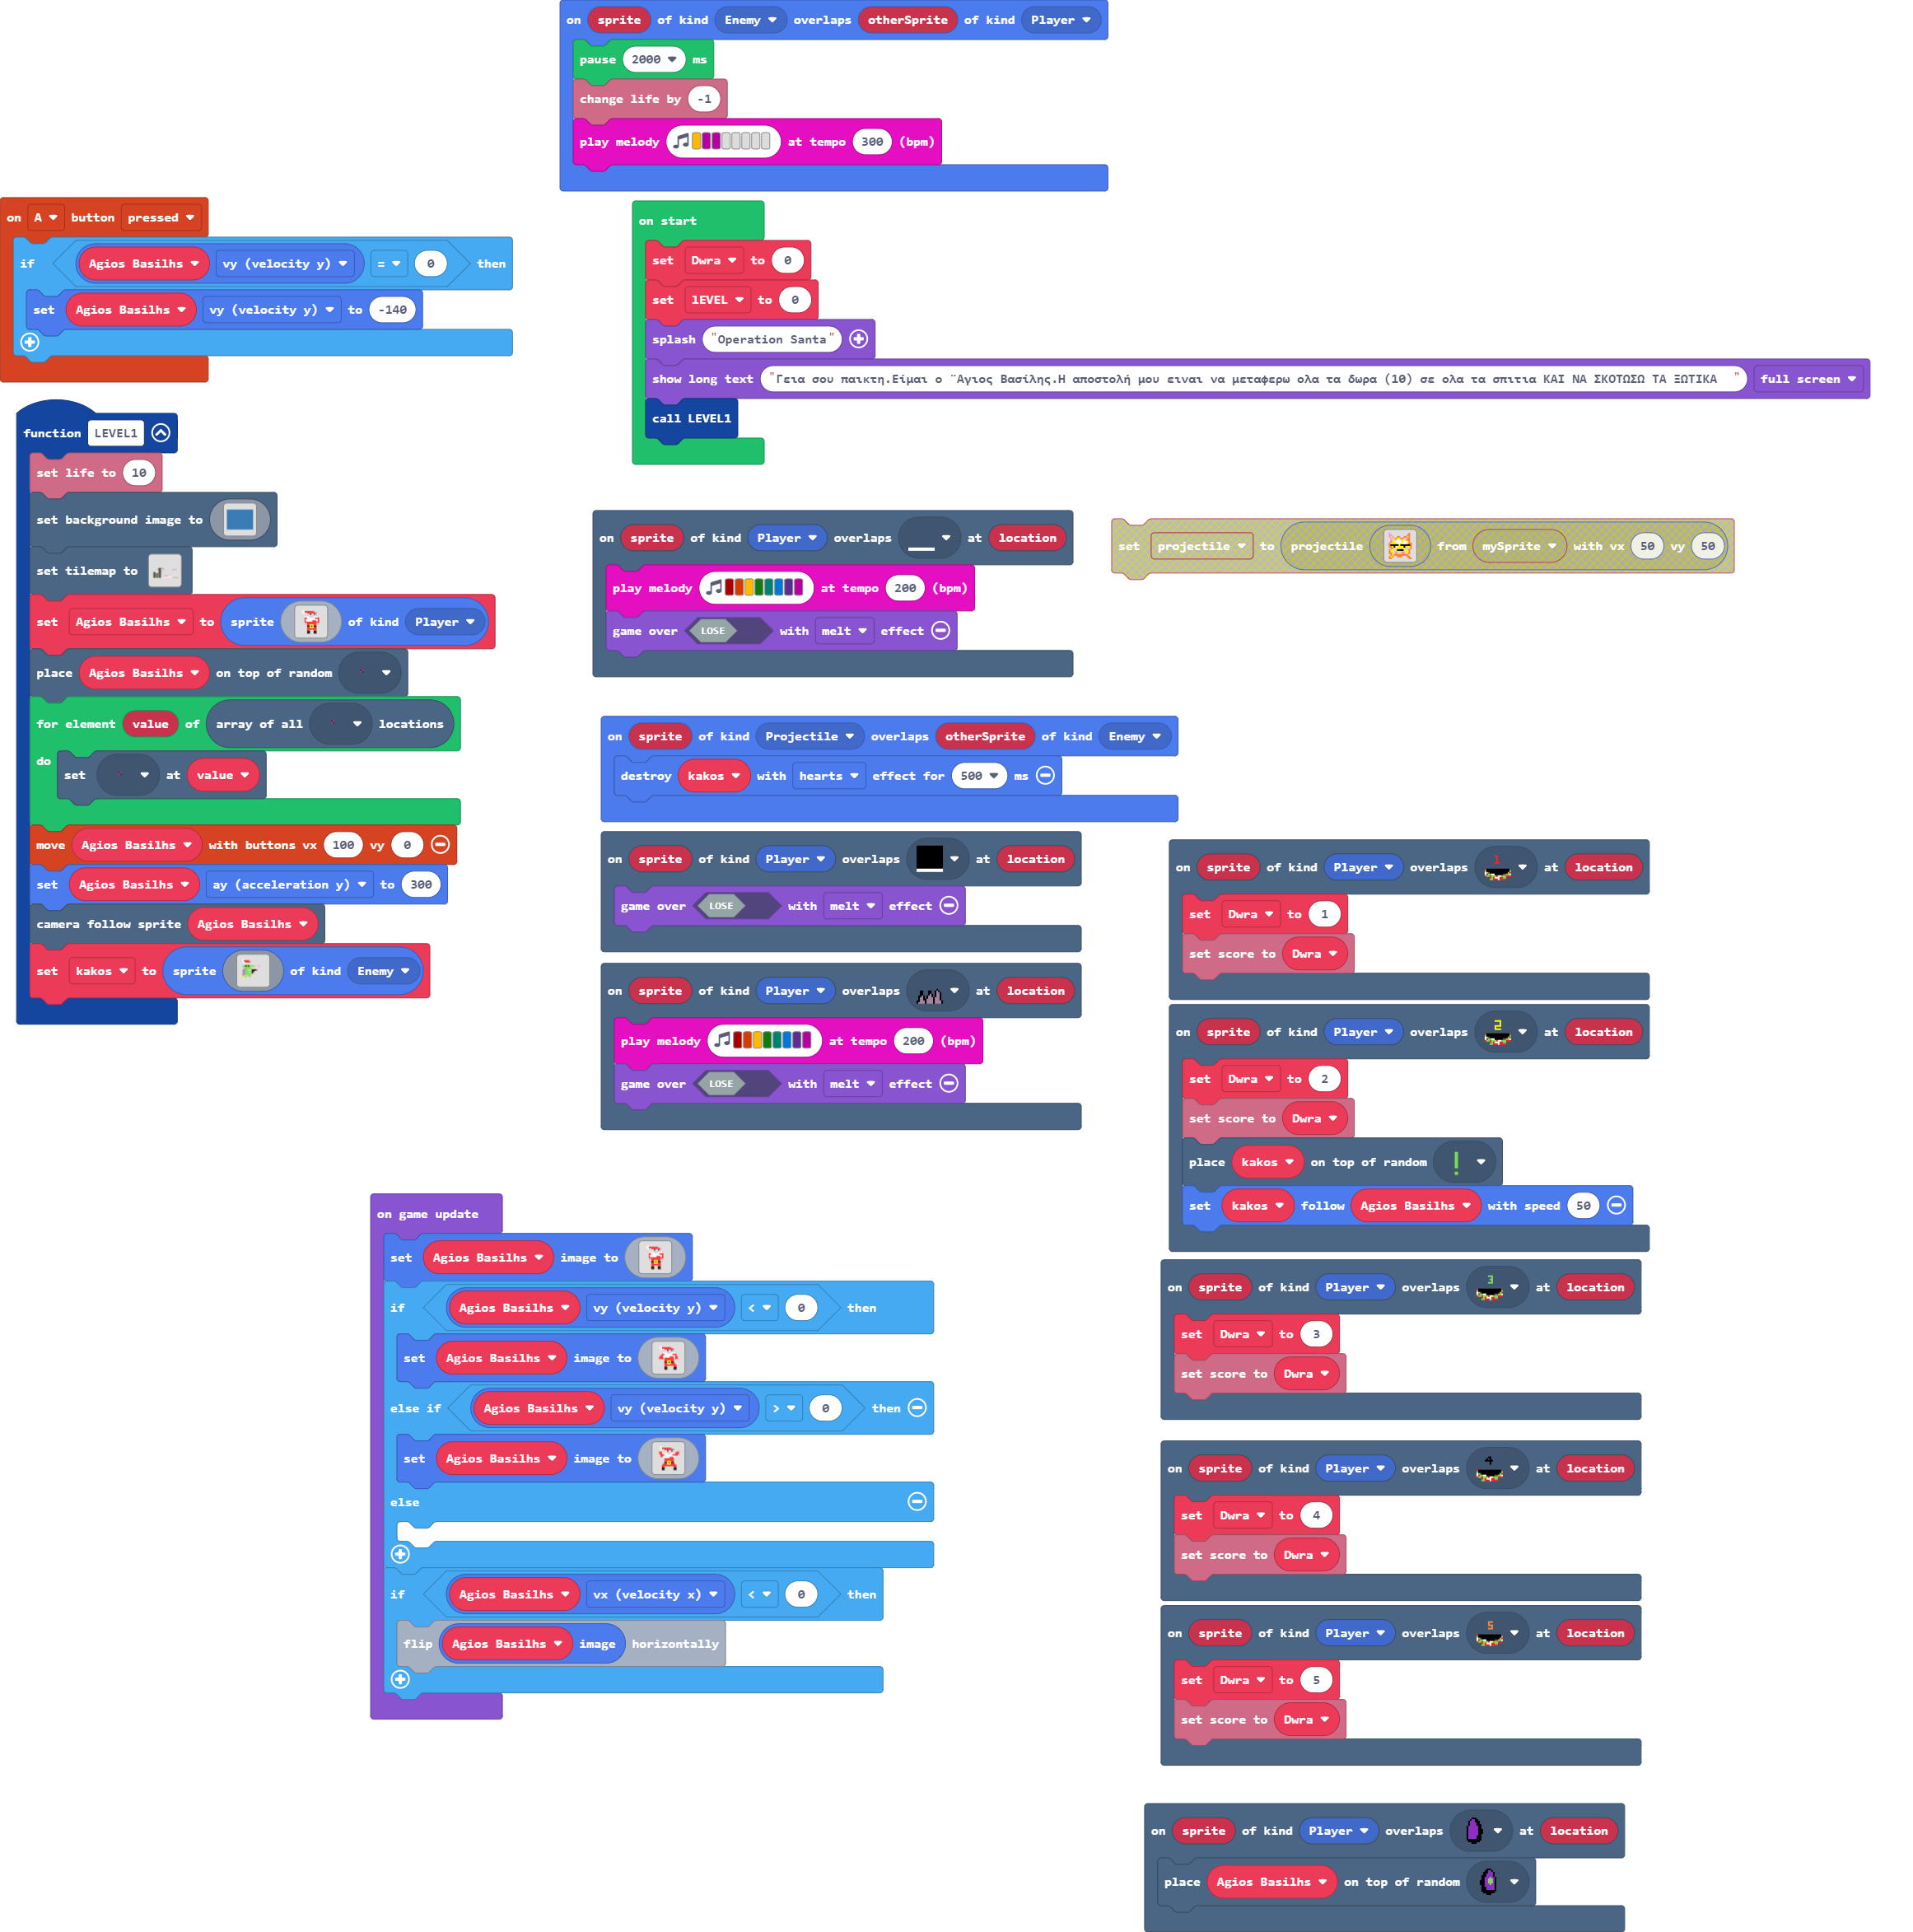 on sprite of kind Enemy overlaps otherSprite of kind Player
pause 2000 ms
change life by -1
play melody at tempo 300 (bpm)
on A button pressed
if Agios Basilhs vy (velocity y) = 0 then
set Agios Basilhs vy (velocity y) to -140
on start
set Dwra to 0
set lEVEL to 0
splash "Operation Santa"
show long text "Γεια σου παικτη.Είμαι ο ¨Αγιος Βασίλης.Η αποστολή μου ειναι να μεταφερω ολα τα δωρα (10) σε ολα τα σπιτια ΚΑΙ ΝΑ ΣΚΟΤΩΣΩ ΤΑ ΞΩΤΙΚΑ " full screen
call LEVEL1
function LEVEL1
set life to 10
set background image to
set tilemap to
set Agios Basilhs to sprite of kind Player
place Agios Basilhs on top of random
for element value of array of all locations
do set at value
move Agios Basilhs with buttons vx 100 vy 0
set Agios Basilhs ay (acceleration y) to 300
camera follow sprite Agios Basilhs
set kakos to sprite of kind Enemy
on sprite of kind Player overlaps at location
play melody at tempo 200 (bpm)
game over LOSE with melt effect
set projectile to projectile from mySprite with vx 50 vy 50
on sprite of kind Projectile overlaps otherSprite of kind Enemy
destroy kakos with hearts effect for 500 ms
on sprite of kind Player overlaps at location
game over LOSE with melt effect
on sprite of kind Player overlaps at location
play melody at tempo 200 (bpm)
game over LOSE with melt effect
on sprite of kind Player overlaps 1 at location
set Dwra to 1
set score to Dwra
on sprite of kind Player overlaps 2 at location
set Dwra to 2
set score to Dwra
place kakos on top of random !
set kakos follow Agios Basilhs with speed 50
on sprite of kind Player overlaps 3 at location
set Dwra to 3
set score to Dwra
on sprite of kind Player overlaps 4 at location
set Dwra to 4
set score to Dwra
on sprite of kind Player overlaps 5 at location
set Dwra to 5
set score to Dwra
on sprite of kind Player overlaps at location
place Agios Basilhs on top of random
on game update
set Agios Basilhs image to
if Agios Basilhs vy (velocity y) < 0 then
set Agios Basilhs image to
else if Agios Basilhs vy (velocity y) > 0 then
set Agios Basilhs image to
else
if Agios Basilhs vx (velocity x) < 0 then
flip Agios Basilhs image horizontally